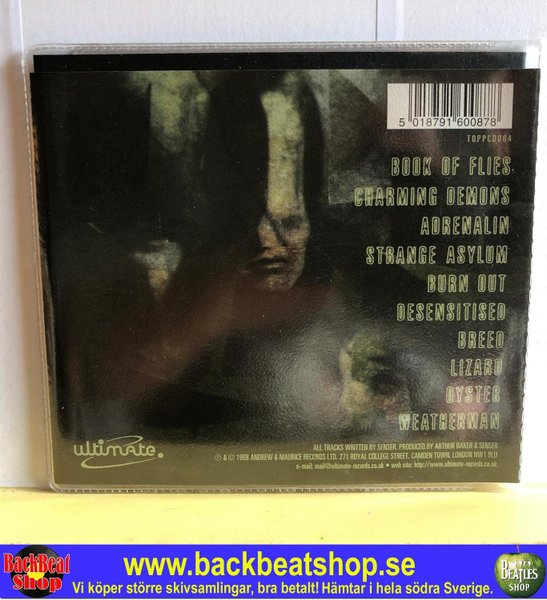 5 018791 600878
TOPPCD064
BOOK OF FLIES
CHARMING DEMONS
ADRENALIN
STRANGE ASYLUM
BURN OUT
DESENSITISED
BREED
LIZARD
OYSTER
WEATHERMAN
ultimate.
ALL TRACKS WRITTEN BY SENSER. PRODUCED BY ARTHUR BAKER & SENSER
℗ & © 1998 ANDREW & MAURICE RECORDS LTD. 271 ROYAL COLLEGE STREET, CAMDEN TOWN, LONDON NW1 9LU
e-mail: mail@ultimate-records.co.uk • web site: http://www.ultimate-records.co.uk
BackBeat
Shop
www.backbeatshop.se
Vi köper större skivsamlingar, bra betalt! Hämtar i hela södra Sverige.
BEATLES
SHOP